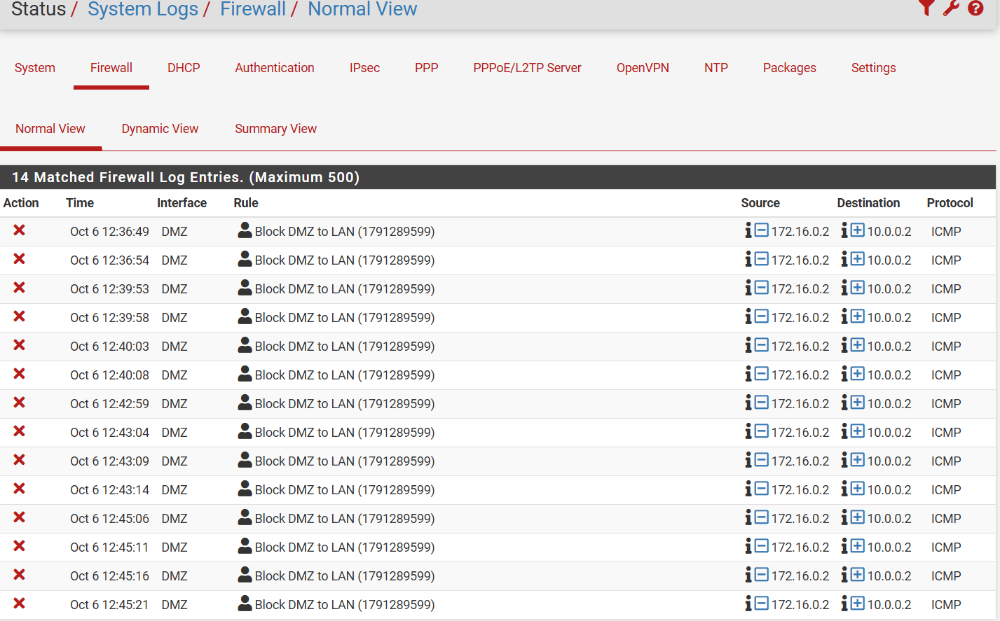 Status / System Logs / Firewall / Normal View
System Firewall DHCP Authentication IPsec PPP PPPoE/L2TP Server OpenVPN NTP Packages Settings
Normal View Dynamic View Summary View
14 Matched Firewall Log Entries. (Maximum 500)
Action Time Interface Rule Source Destination Protocol
Oct 6 12:36:49 DMZ Block DMZ to LAN (1791289599) 172.16.0.2 10.0.0.2 ICMP
Oct 6 12:36:54 DMZ Block DMZ to LAN (1791289599) 172.16.0.2 10.0.0.2 ICMP
Oct 6 12:39:53 DMZ Block DMZ to LAN (1791289599) 172.16.0.2 10.0.0.2 ICMP
Oct 6 12:39:58 DMZ Block DMZ to LAN (1791289599) 172.16.0.2 10.0.0.2 ICMP
Oct 6 12:40:03 DMZ Block DMZ to LAN (1791289599) 172.16.0.2 10.0.0.2 ICMP
Oct 6 12:40:08 DMZ Block DMZ to LAN (1791289599) 172.16.0.2 10.0.0.2 ICMP
Oct 6 12:42:59 DMZ Block DMZ to LAN (1791289599) 172.16.0.2 10.0.0.2 ICMP
Oct 6 12:43:04 DMZ Block DMZ to LAN (1791289599) 172.16.0.2 10.0.0.2 ICMP
Oct 6 12:43:09 DMZ Block DMZ to LAN (1791289599) 172.16.0.2 10.0.0.2 ICMP
Oct 6 12:43:14 DMZ Block DMZ to LAN (1791289599) 172.16.0.2 10.0.0.2 ICMP
Oct 6 12:45:06 DMZ Block DMZ to LAN (1791289599) 172.16.0.2 10.0.0.2 ICMP
Oct 6 12:45:11 DMZ Block DMZ to LAN (1791289599) 172.16.0.2 10.0.0.2 ICMP
Oct 6 12:45:16 DMZ Block DMZ to LAN (1791289599) 172.16.0.2 10.0.0.2 ICMP
Oct 6 12:45:21 DMZ Block DMZ to LAN (1791289599) 172.16.0.2 10.0.0.2 ICMP